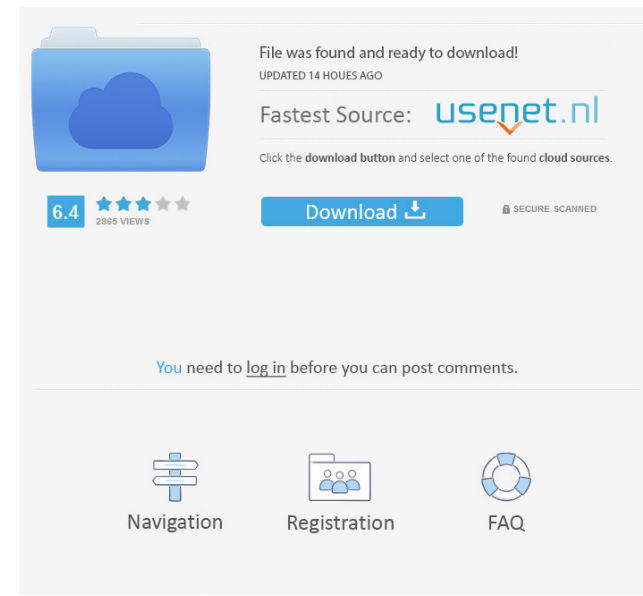 File was found and ready to download!
UPDATED 14 HOUES AGO
Fastest Source: usenet.nl
Click the download button and select one of the found cloud sources.
6.4
2865 VIEWS
Download
SECURE SCANNED
You need to log in before you can post comments.
Navigation
Registration
FAQ